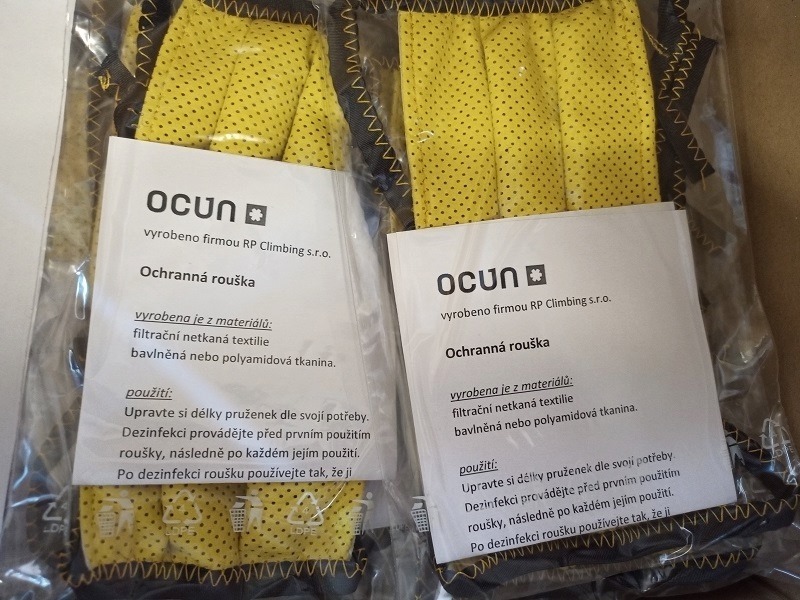 OCÚN
vyrobeno firmou RP Climbing s.r.o.
Ochranná rouška
vyrobena je z materiálů:
filtrační netkaná textilie
bavlněná nebo polyamidová tkanina.
použití:
Upravte si délky pruženek dle svojí potřeby.
Dezinfekci provádějte před prvním použitím
roušky, následně po každém jejím použití.
Po dezinfekci roušku používejte tak, že ji
LDPE
LDPE
OCÚN
vyrobeno firmou RP Climbing s.r.o.
Ochranná rouška
vyrobena je z materiálů:
filtrační netkaná textilie
bavlněná nebo polyamidová tkanina.
použití:
Upravte si délky pruženek dle svojí potřeby.
Dezinfekci provádějte před prvním použitím
roušky, následně po každém jejím použití.
Po dezinfekci roušku používejte tak, že ji